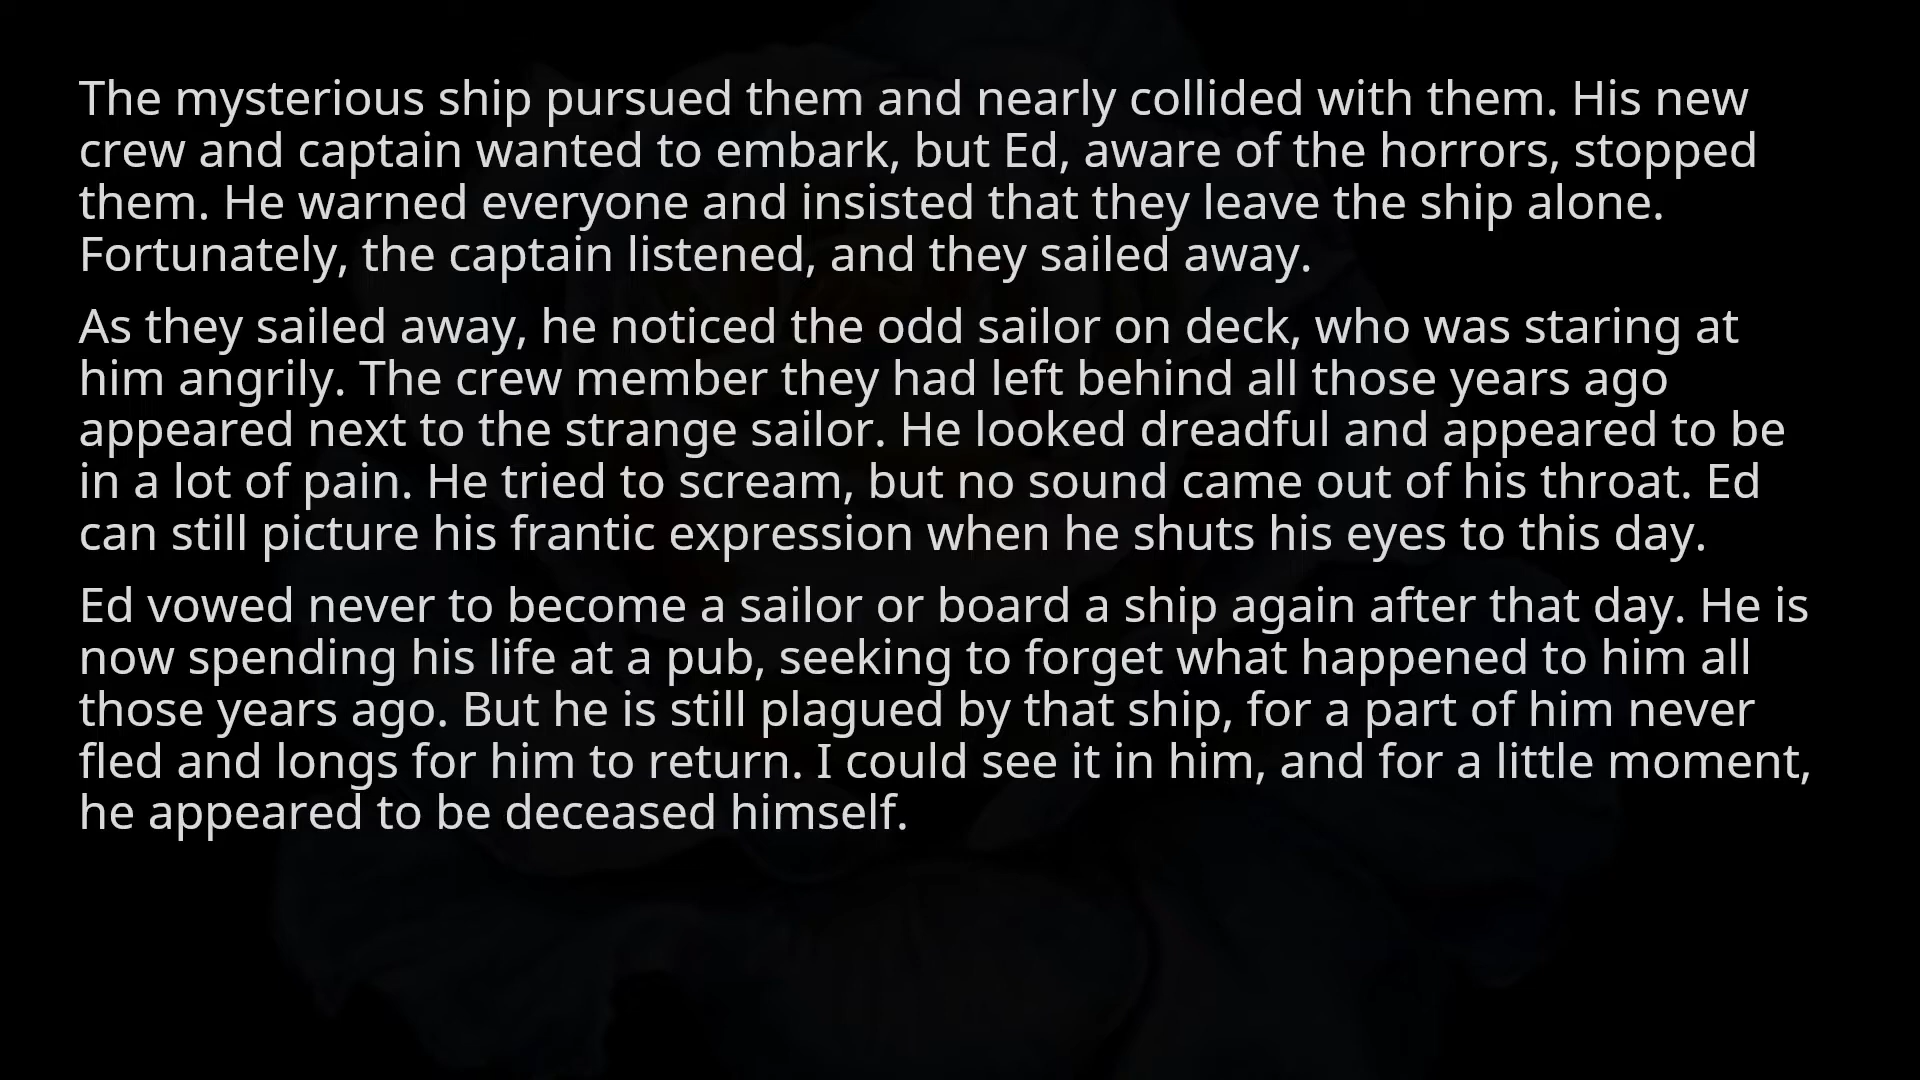 The mysterious ship pursued them and nearly collided with them. His new
crew and captain wanted to embark, but Ed, aware of the horrors, stopped
them. He warned everyone and insisted that they leave the ship alone.
Fortunately, the captain listened, and they sailed away.
As they sailed away, he noticed the odd sailor on deck, who was staring at
him angrily. The crew member they had left behind all those years ago
appeared next to the strange sailor. He looked dreadful and appeared to be
in a lot of pain. He tried to scream, but no sound came out of his throat. Ed
can still picture his frantic expression when he shuts his eyes to this day.
Ed vowed never to become a sailor or board a ship again after that day. He is
now spending his life at a pub, seeking to forget what happened to him all
those years ago. But he is still plagued by that ship, for a part of him never
fled and longs for him to return. I could see it in him, and for a little moment,
he appeared to be deceased himself.